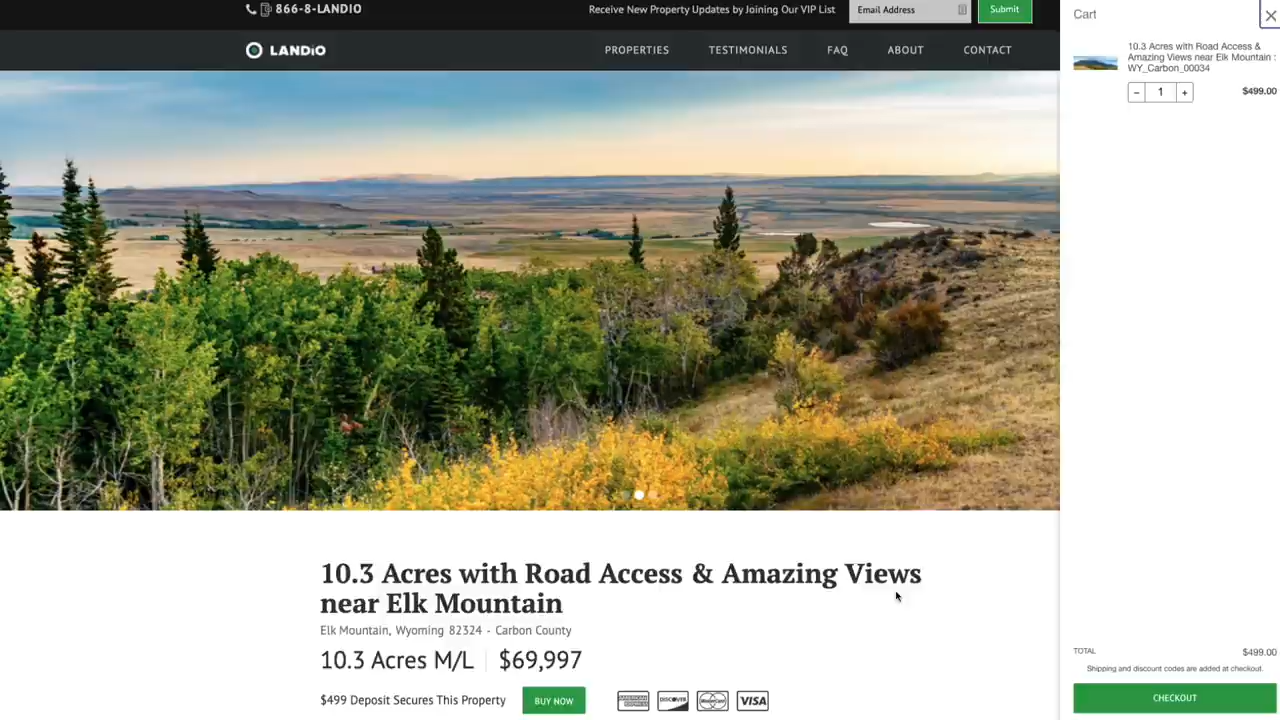 866-8-LANDIO
Receive New Property Updates by Joining Our VIP List
Email Address
Submit
LANDiO
PROPERTIES
TESTIMONIALS
FAQ
ABOUT
CONTACT
Cart
10.3 Acres with Road Access &
Amazing Views near Elk Mountain :
WY_Carbon_00034
− 1 +
$499.00
10.3 Acres with Road Access & Amazing Views
near Elk Mountain
Elk Mountain, Wyoming 82324 - Carbon County
10.3 Acres M/L
$69,997
$499 Deposit Secures This Property
BUY NOW
AMERICAN EXPRESS
DISCOVER
MasterCard
VISA
TOTAL
$499.00
Shipping and discount codes are added at checkout.
CHECKOUT